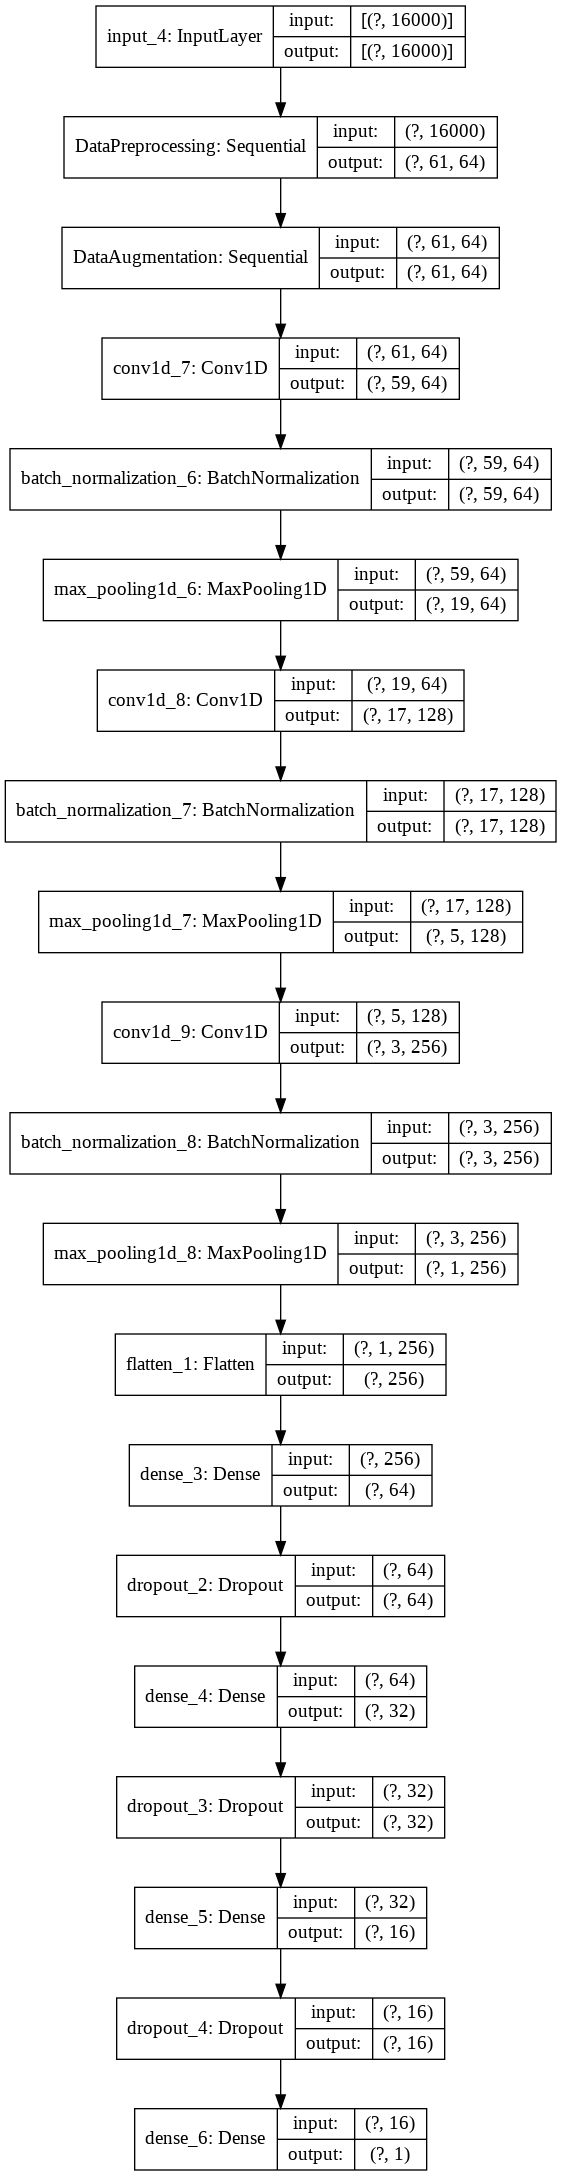 input_4: InputLayer
input: [(?, 16000)]
output: [(?, 16000)]
DataPreprocessing: Sequential
input: (?, 16000)
output: (?, 61, 64)
DataAugmentation: Sequential
input: (?, 61, 64)
output: (?, 61, 64)
conv1d_7: Conv1D
input: (?, 61, 64)
output: (?, 59, 64)
batch_normalization_6: BatchNormalization
input: (?, 59, 64)
output: (?, 59, 64)
max_pooling1d_6: MaxPooling1D
input: (?, 59, 64)
output: (?, 19, 64)
conv1d_8: Conv1D
input: (?, 19, 64)
output: (?, 17, 128)
batch_normalization_7: BatchNormalization
input: (?, 17, 128)
output: (?, 17, 128)
max_pooling1d_7: MaxPooling1D
input: (?, 17, 128)
output: (?, 5, 128)
conv1d_9: Conv1D
input: (?, 5, 128)
output: (?, 3, 256)
batch_normalization_8: BatchNormalization
input: (?, 3, 256)
output: (?, 3, 256)
max_pooling1d_8: MaxPooling1D
input: (?, 3, 256)
output: (?, 1, 256)
flatten_1: Flatten
input: (?, 1, 256)
output: (?, 256)
dense_3: Dense
input: (?, 256)
output: (?, 64)
dropout_2: Dropout
input: (?, 64)
output: (?, 64)
dense_4: Dense
input: (?, 64)
output: (?, 32)
dropout_3: Dropout
input: (?, 32)
output: (?, 32)
dense_5: Dense
input: (?, 32)
output: (?, 16)
dropout_4: Dropout
input: (?, 16)
output: (?, 16)
dense_6: Dense
input: (?, 16)
output: (?, 1)